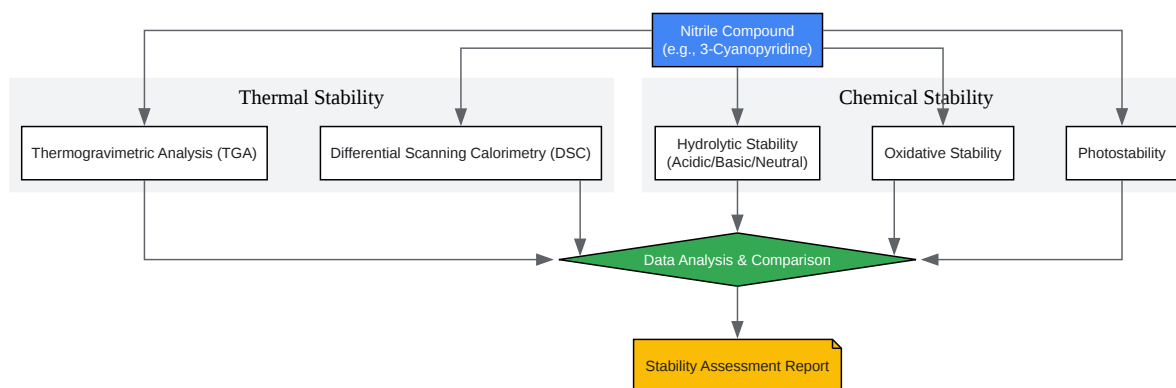 Nitrile Compound
(e.g., 3-Cyanopyridine)
Thermal Stability
Chemical Stability
Thermogravimetric Analysis (TGA)
Differential Scanning Calorimetry (DSC)
Hydrolytic Stability
(Acidic/Basic/Neutral)
Oxidative Stability
Photostability
Data Analysis & Comparison
Stability Assessment Report